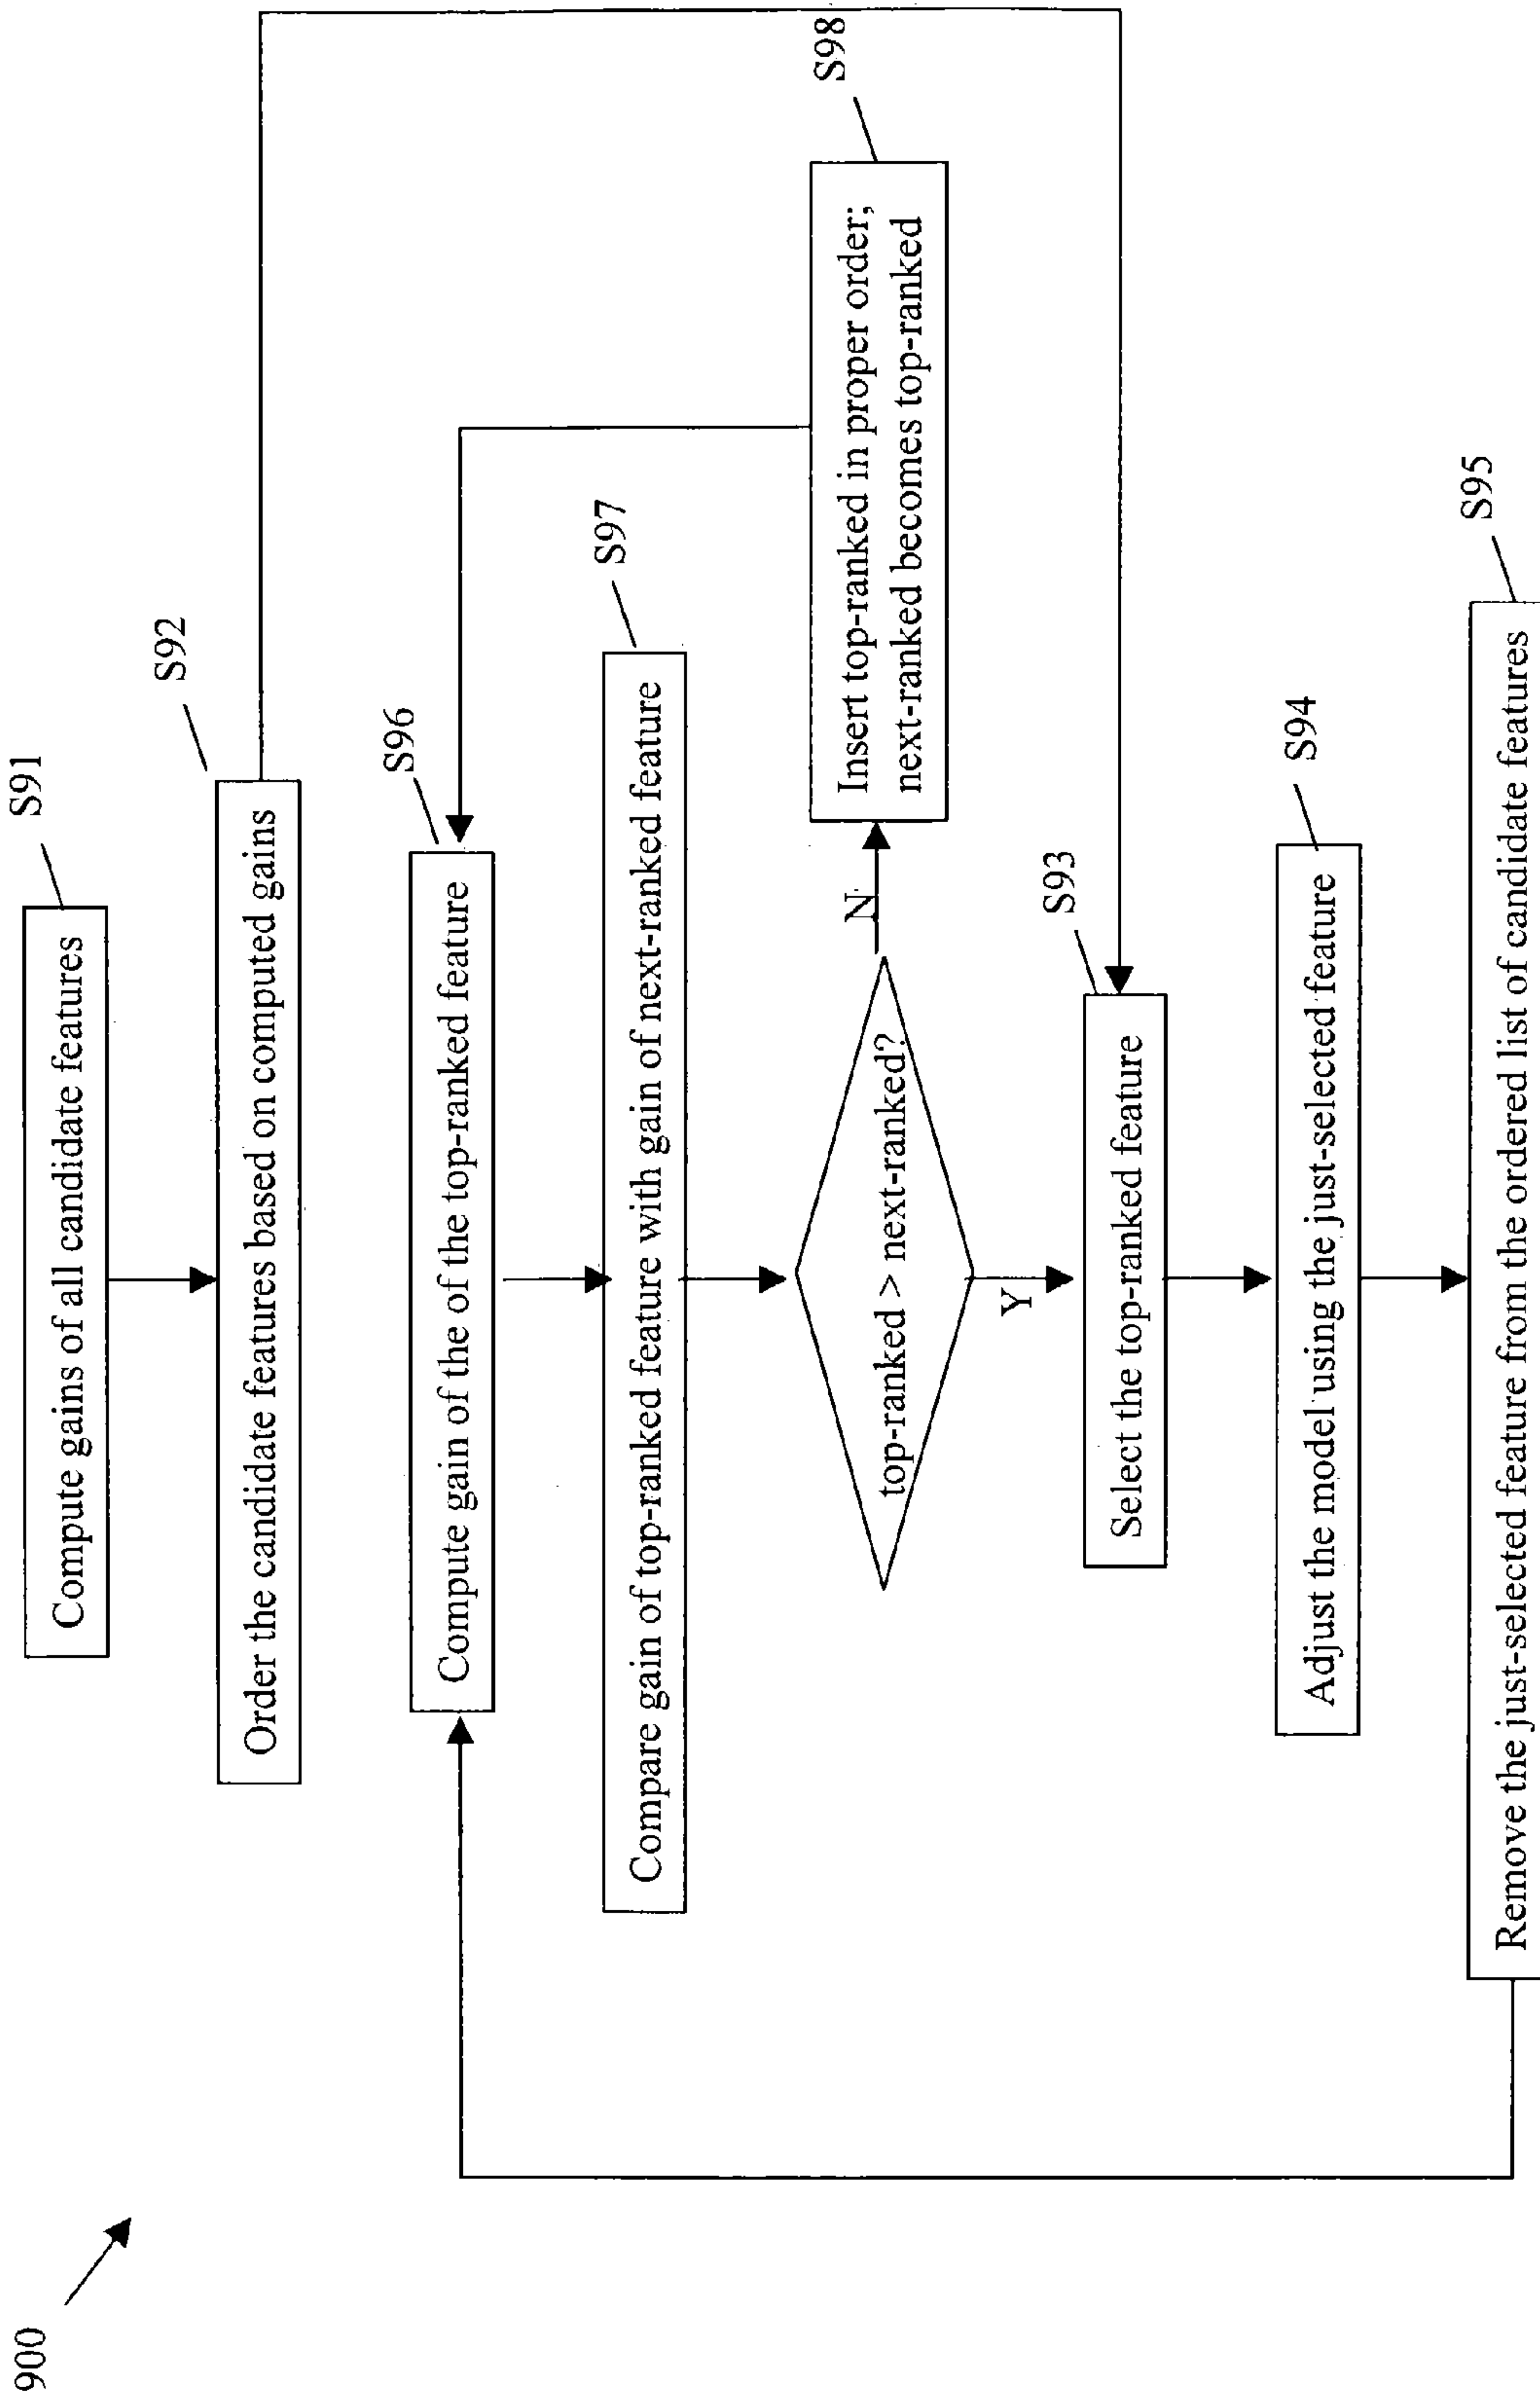 900
S91
Compute gains of all candidate features
S92
Order the candidate features based on computed gains
S96
Compute gain of the of the top-ranked feature
S97
Compare gain of top-ranked feature with gain of next-ranked feature
top-ranked > next-ranked?
N
S98
Insert top-ranked in proper order;
next-ranked becomes top-ranked
Y
S93
Select the top-ranked feature
S94
Adjust the model using the just-selected feature
S95
Remove the just-selected feature from the ordered list of candidate features